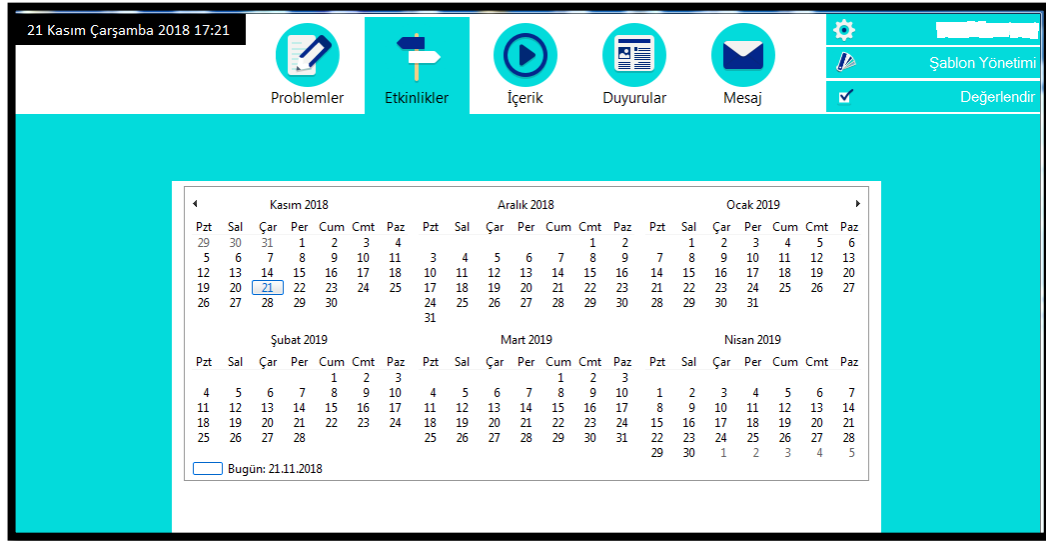 21 Kasım Çarşamba 2018 17:21
Problemler
Etkinlikler
İçerik
Duyurular
Mesaj
Şablon Yönetimi
Değerlendir
Kasım 2018
Pzt Sal Çar Per Cum Cmt Paz
29 30 31 1 2 3 4
5 6 7 8 9 10 11
12 13 14 15 16 17 18
19 20 21 22 23 24 25
26 27 28 29 30
Aralık 2018
Pzt Sal Çar Per Cum Cmt Paz
1 2
3 4 5 6 7 8 9
10 11 12 13 14 15 16
17 18 19 20 21 22 23
24 25 26 27 28 29 30
31
Ocak 2019
Pzt Sal Çar Per Cum Cmt Paz
1 2 3 4 5 6
7 8 9 10 11 12 13
14 15 16 17 18 19 20
21 22 23 24 25 26 27
28 29 30 31
Şubat 2019
Pzt Sal Çar Per Cum Cmt Paz
1 2 3
4 5 6 7 8 9 10
11 12 13 14 15 16 17
18 19 20 21 22 23 24
25 26 27 28
Mart 2019
Pzt Sal Çar Per Cum Cmt Paz
1 2 3
4 5 6 7 8 9 10
11 12 13 14 15 16 17
18 19 20 21 22 23 24
25 26 27 28 29 30 31
Nisan 2019
Pzt Sal Çar Per Cum Cmt Paz
1 2 3 4 5 6 7
8 9 10 11 12 13 14
15 16 17 18 19 20 21
22 23 24 25 26 27 28
29 30 1 2 3 4 5
Bugün: 21.11.2018